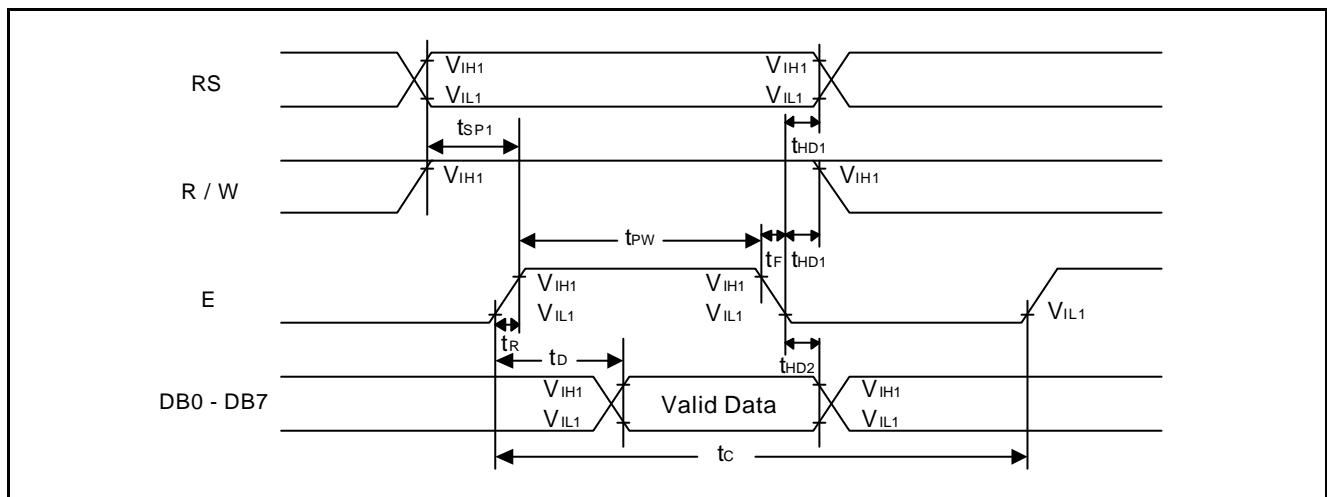 RS
VIH1
VIH1
VIL1
VIL1
tSP1
tHD1
R / W
VIH1
VIH1
tPW
tF
tHD1
E
VIH1
VIH1
VIL1
VIL1
VIL1
tR
tD
tHD2
DB0 - DB7
VIH1
Valid Data
VIH1
VIL1
VIL1
tC